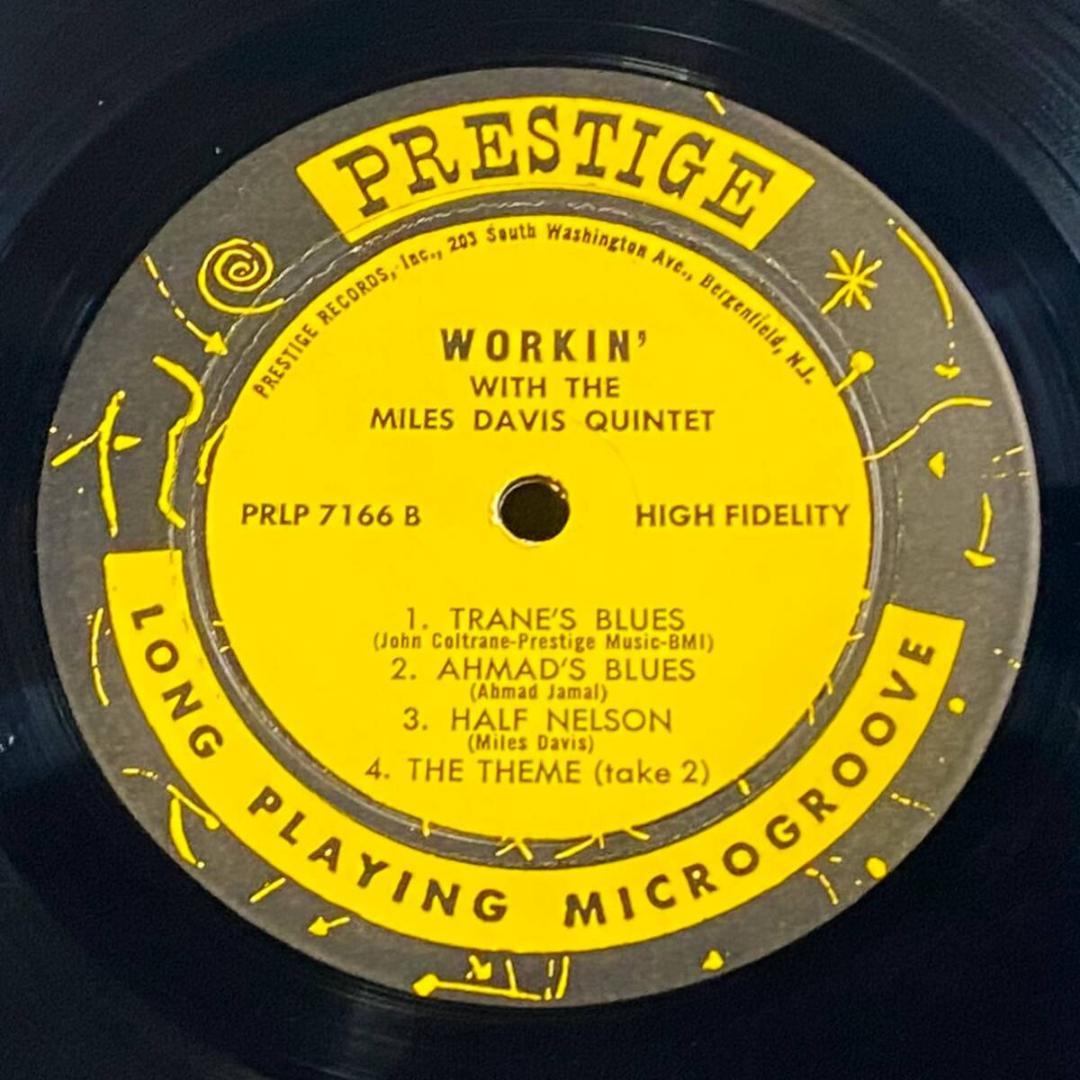 PRESTIGE
PRESTIGE RECORDS, Inc., 203 South Washington Ave., Bergenfield, N.J.
WORKIN'
WITH THE
MILES DAVIS QUINTET
PRLP 7166 B
HIGH FIDELITY
1. TRANE'S BLUES
(John Coltrane-Prestige Music-BMI)
2. AHMAD'S BLUES
(Ahmad Jamal)
3. HALF NELSON
(Miles Davis)
4. THE THEME (take 2)
LONG PLAYING MICROGROOVE